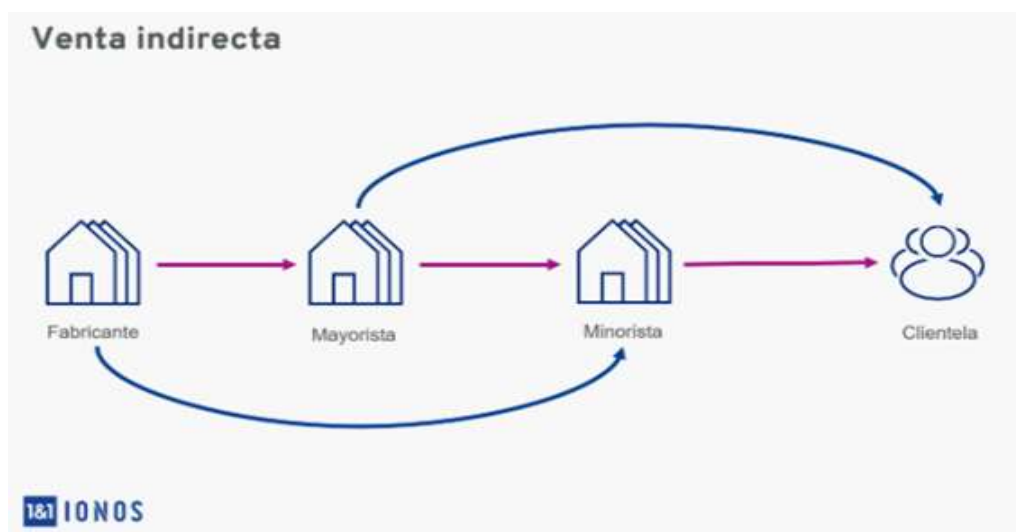 Venta indirecta
Fabricante
Mayorista
Minorista
Clientela
1&1 IONOS